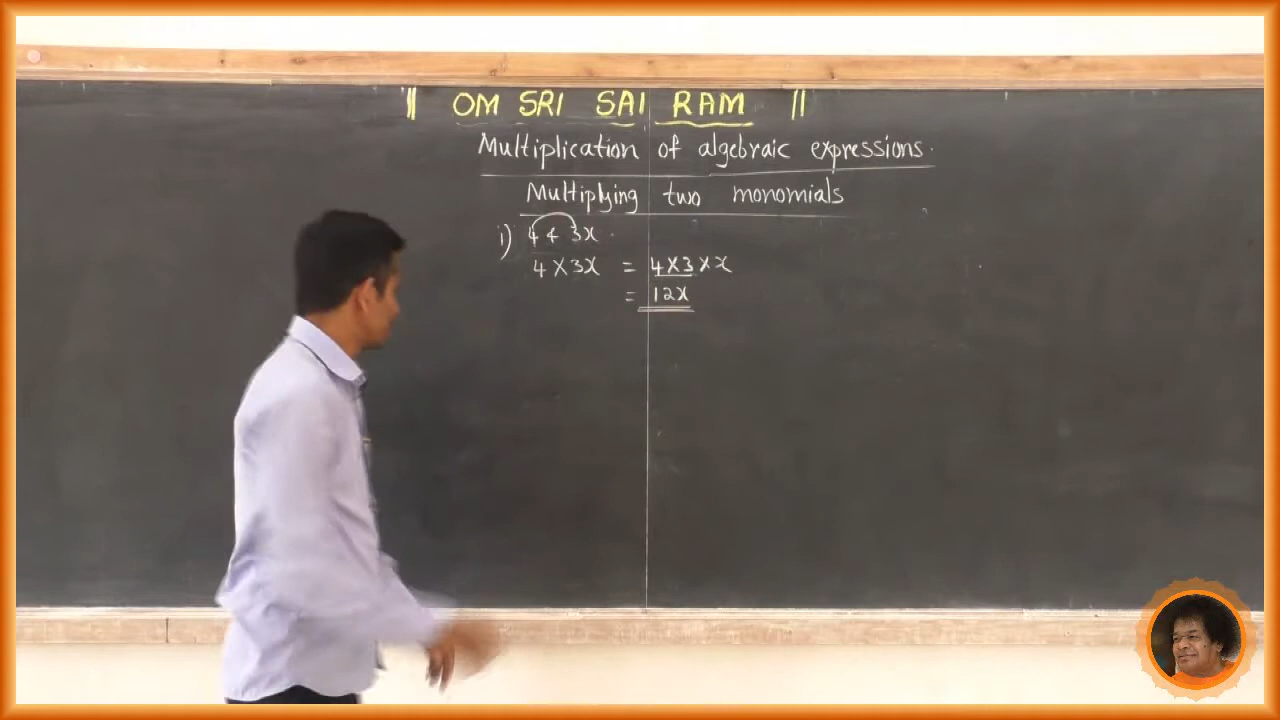 || OM SRI SAI RAM ||
Multiplication of algebraic expressions.
Multiplying two monomials
i) 4 & 3x
4 × 3x = 4×3 × x
= 12x